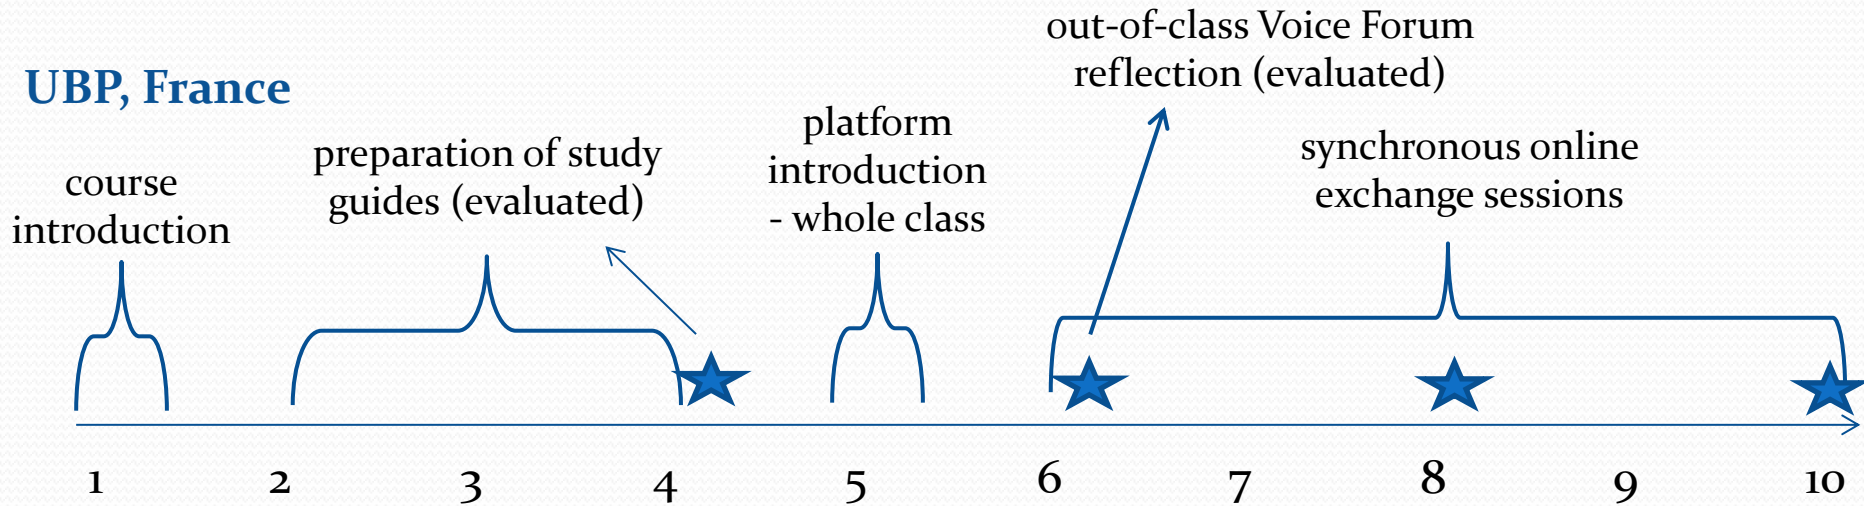 UBP, France
course
introduction
preparation of study
guides (evaluated)
platform
introduction
- whole class
out-of-class Voice Forum
reflection (evaluated)
synchronous online
exchange sessions
1 2 3 4 5 6 7 8 9 10